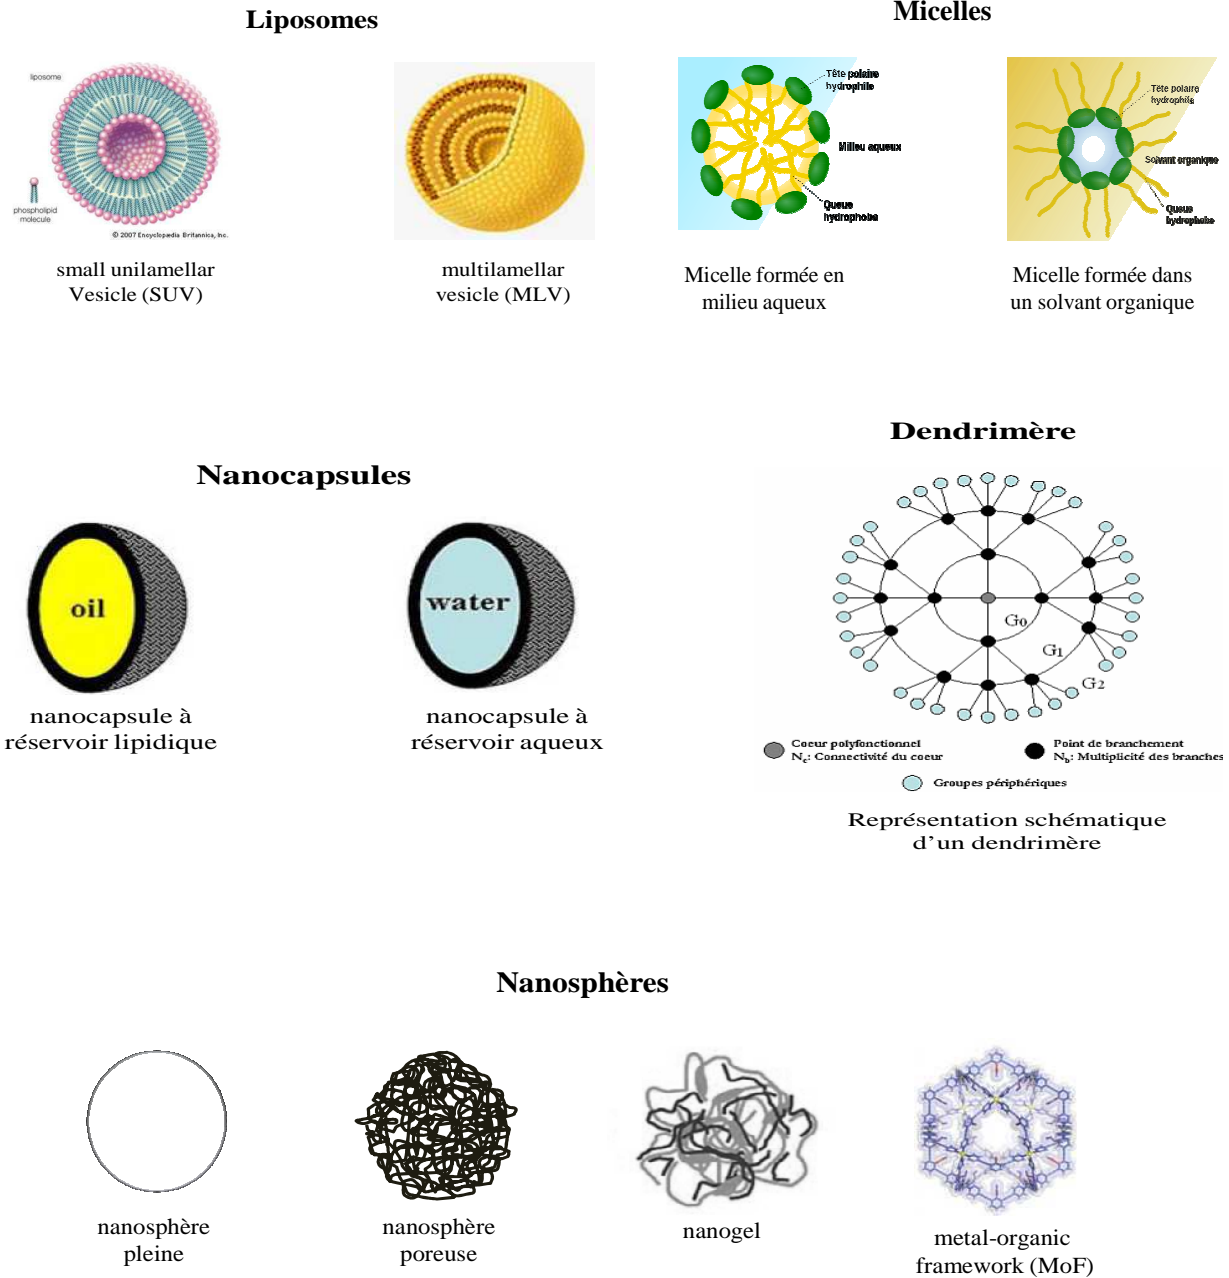 Liposomes
Micelles
liposome
phospholipid
molecule
© 2007 Encyclopædia Britannica, Inc.
Tête polaire
hydrophile
Milieu aqueux
Queue
hydrophobe
Tête polaire
hydrophile
Solvant organique
Queue
hydrophobe
small unilamellar
Vesicle (SUV)
multilamellar
vesicle (MLV)
Micelle formée en
milieu aqueux
Micelle formée dans
un solvant organique
Nanocapsules
Dendrimère
oil
water
nanocapsule à
réservoir lipidique
nanocapsule à
réservoir aqueux
G0
G1
G2
Coeur polyfonctionnel
Nc: Connectivité du coeur
Point de branchement
Nb: Multiplicité des branches
Groupes périphériques
Représentation schématique
d'un dendrimère
Nanosphères
nanosphère
pleine
nanosphère
poreuse
nanogel
metal-organic
framework (MoF)